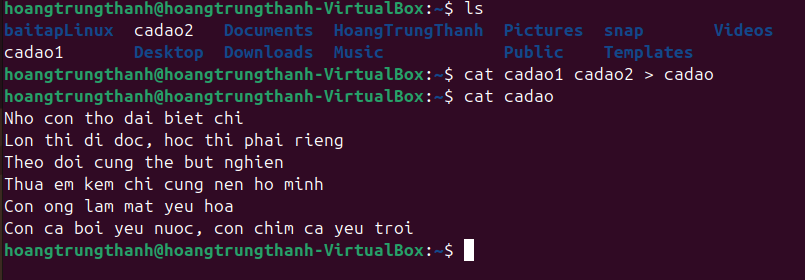 hoangtrungthanh@hoangtrungthanh-VirtualBox:~$ ls
baitapLinux cadao2 Documents HoangTrungThanh Pictures snap Videos
cadao1 Desktop Downloads Music Public Templates
hoangtrungthanh@hoangtrungthanh-VirtualBox:~$ cat cadao1 cadao2 > cadao
hoangtrungthanh@hoangtrungthanh-VirtualBox:~$ cat cadao
Nho con tho dai biet chi
Lon thi di doc, hoc thi phai rieng
Theo doi cung the but nghien
Thua em kem chi cung nen ho minh
Con ong lam mat yeu hoa
Con ca boi yeu nuoc, con chim ca yeu troi
hoangtrungthanh@hoangtrungthanh-VirtualBox:~$